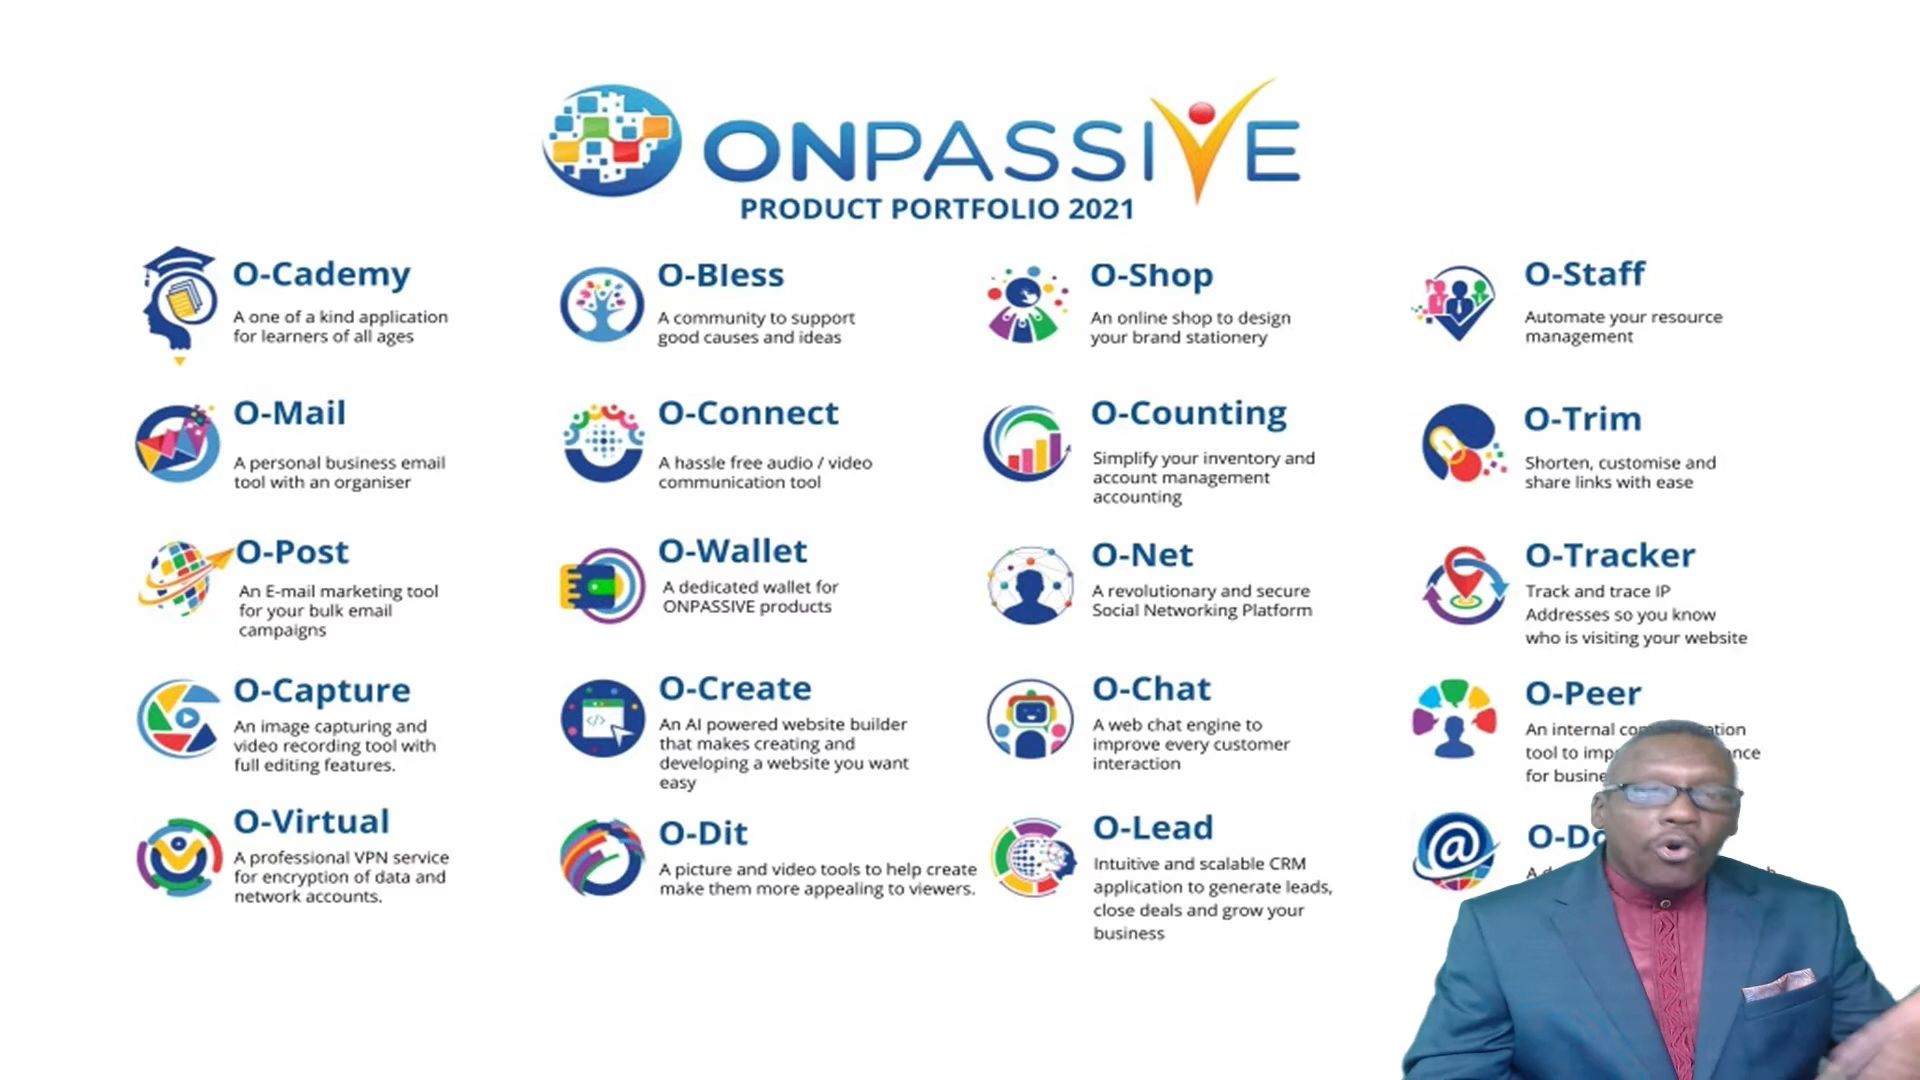 ONPASSIVE
PRODUCT PORTFOLIO 2021
O-Cademy
A one of a kind application
for learners of all ages
O-Bless
A community to support
good causes and ideas
O-Shop
An online shop to design
your brand stationery
O-Staff
Automate your resource
management
O-Mail
A personal business email
tool with an organiser
O-Connect
A hassle free audio / video
communication tool
O-Counting
Simplify your inventory and
account management
accounting
O-Trim
Shorten, customise and
share links with ease
O-Post
An E-mail marketing tool
for your bulk email
campaigns
O-Wallet
A dedicated wallet for
ONPASSIVE products
O-Net
A revolutionary and secure
Social Networking Platform
O-Tracker
Track and trace IP
Addresses so you know
who is visiting your website
O-Capture
An image capturing and
video recording tool with
full editing features.
O-Create
An AI powered website builder
that makes creating and
developing a website you want
easy
O-Chat
A web chat engine to
improve every customer
interaction
O-Peer
An internal
tool to
for
O-Virtual
A professional VPN service
for encryption of data and
network accounts.
O-Dit
A picture and video tools to help create
make them more appealing to viewers.
O-Lead
Intuitive and scalable CRM
application to generate leads,
close deals and grow your
business